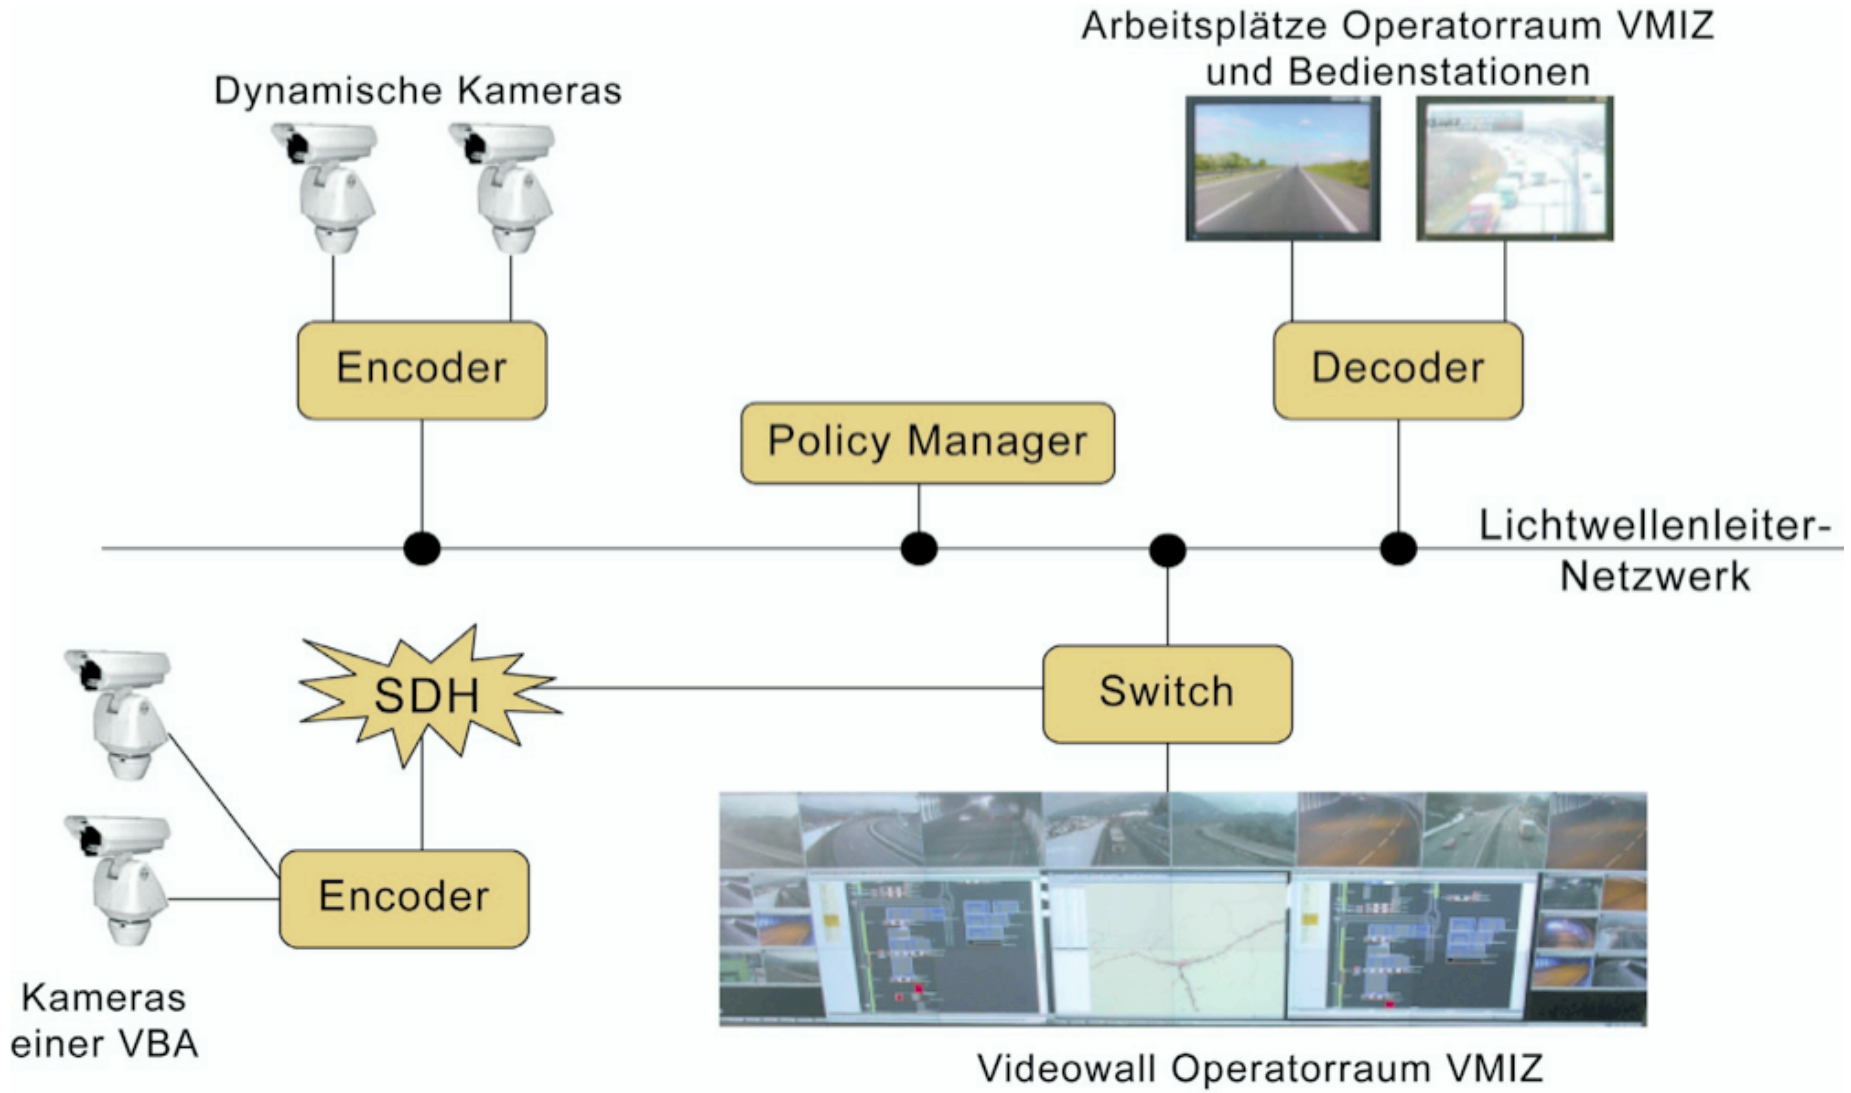 Arbeitsplätze Operatorraum VMIZ
und Bedienstationen
Dynamische Kameras
Encoder
Decoder
Policy Manager
Lichtwellenleiter-
Netzwerk
SDH
Switch
Encoder
Kameras
einer VBA
Videowall Operatorraum VMIZ